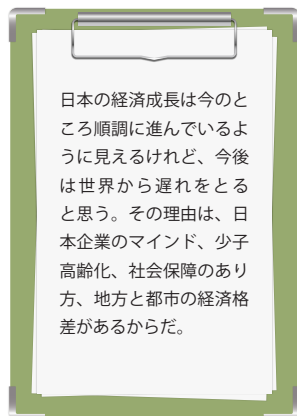 日本の経済成長は今のと
ころ順調に進んでいるよ
うに見えるけれど、今後
は世界から遅れをとる
と思う。その理由は、日
本企業のマインド、少子
高齢化、社会保障のあり
方、地方と都市の経済格
差があるからだ。